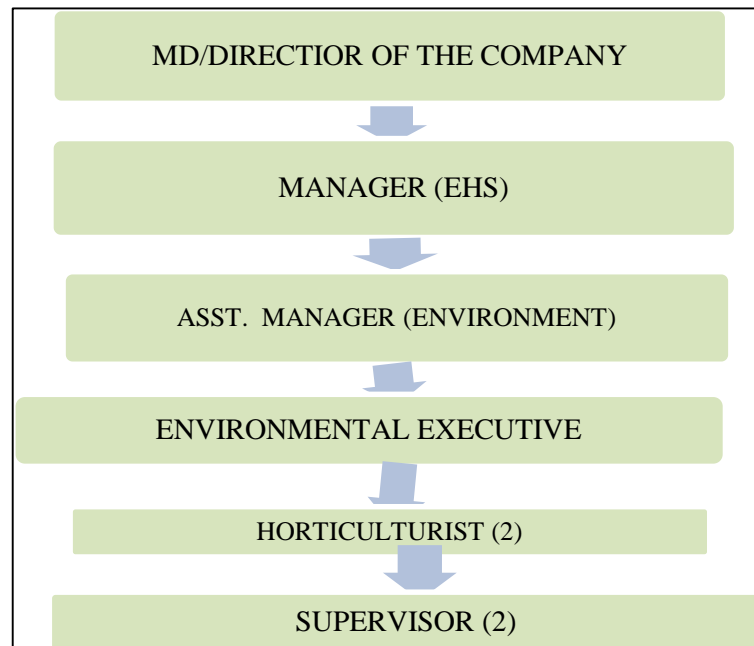 MD/DIRECTIOR OF THE COMPANY
MANAGER (EHS)
ASST. MANAGER (ENVIRONMENT)
ENVIRONMENTAL EXECUTIVE
HORTICULTURIST (2)
SUPERVISOR (2)